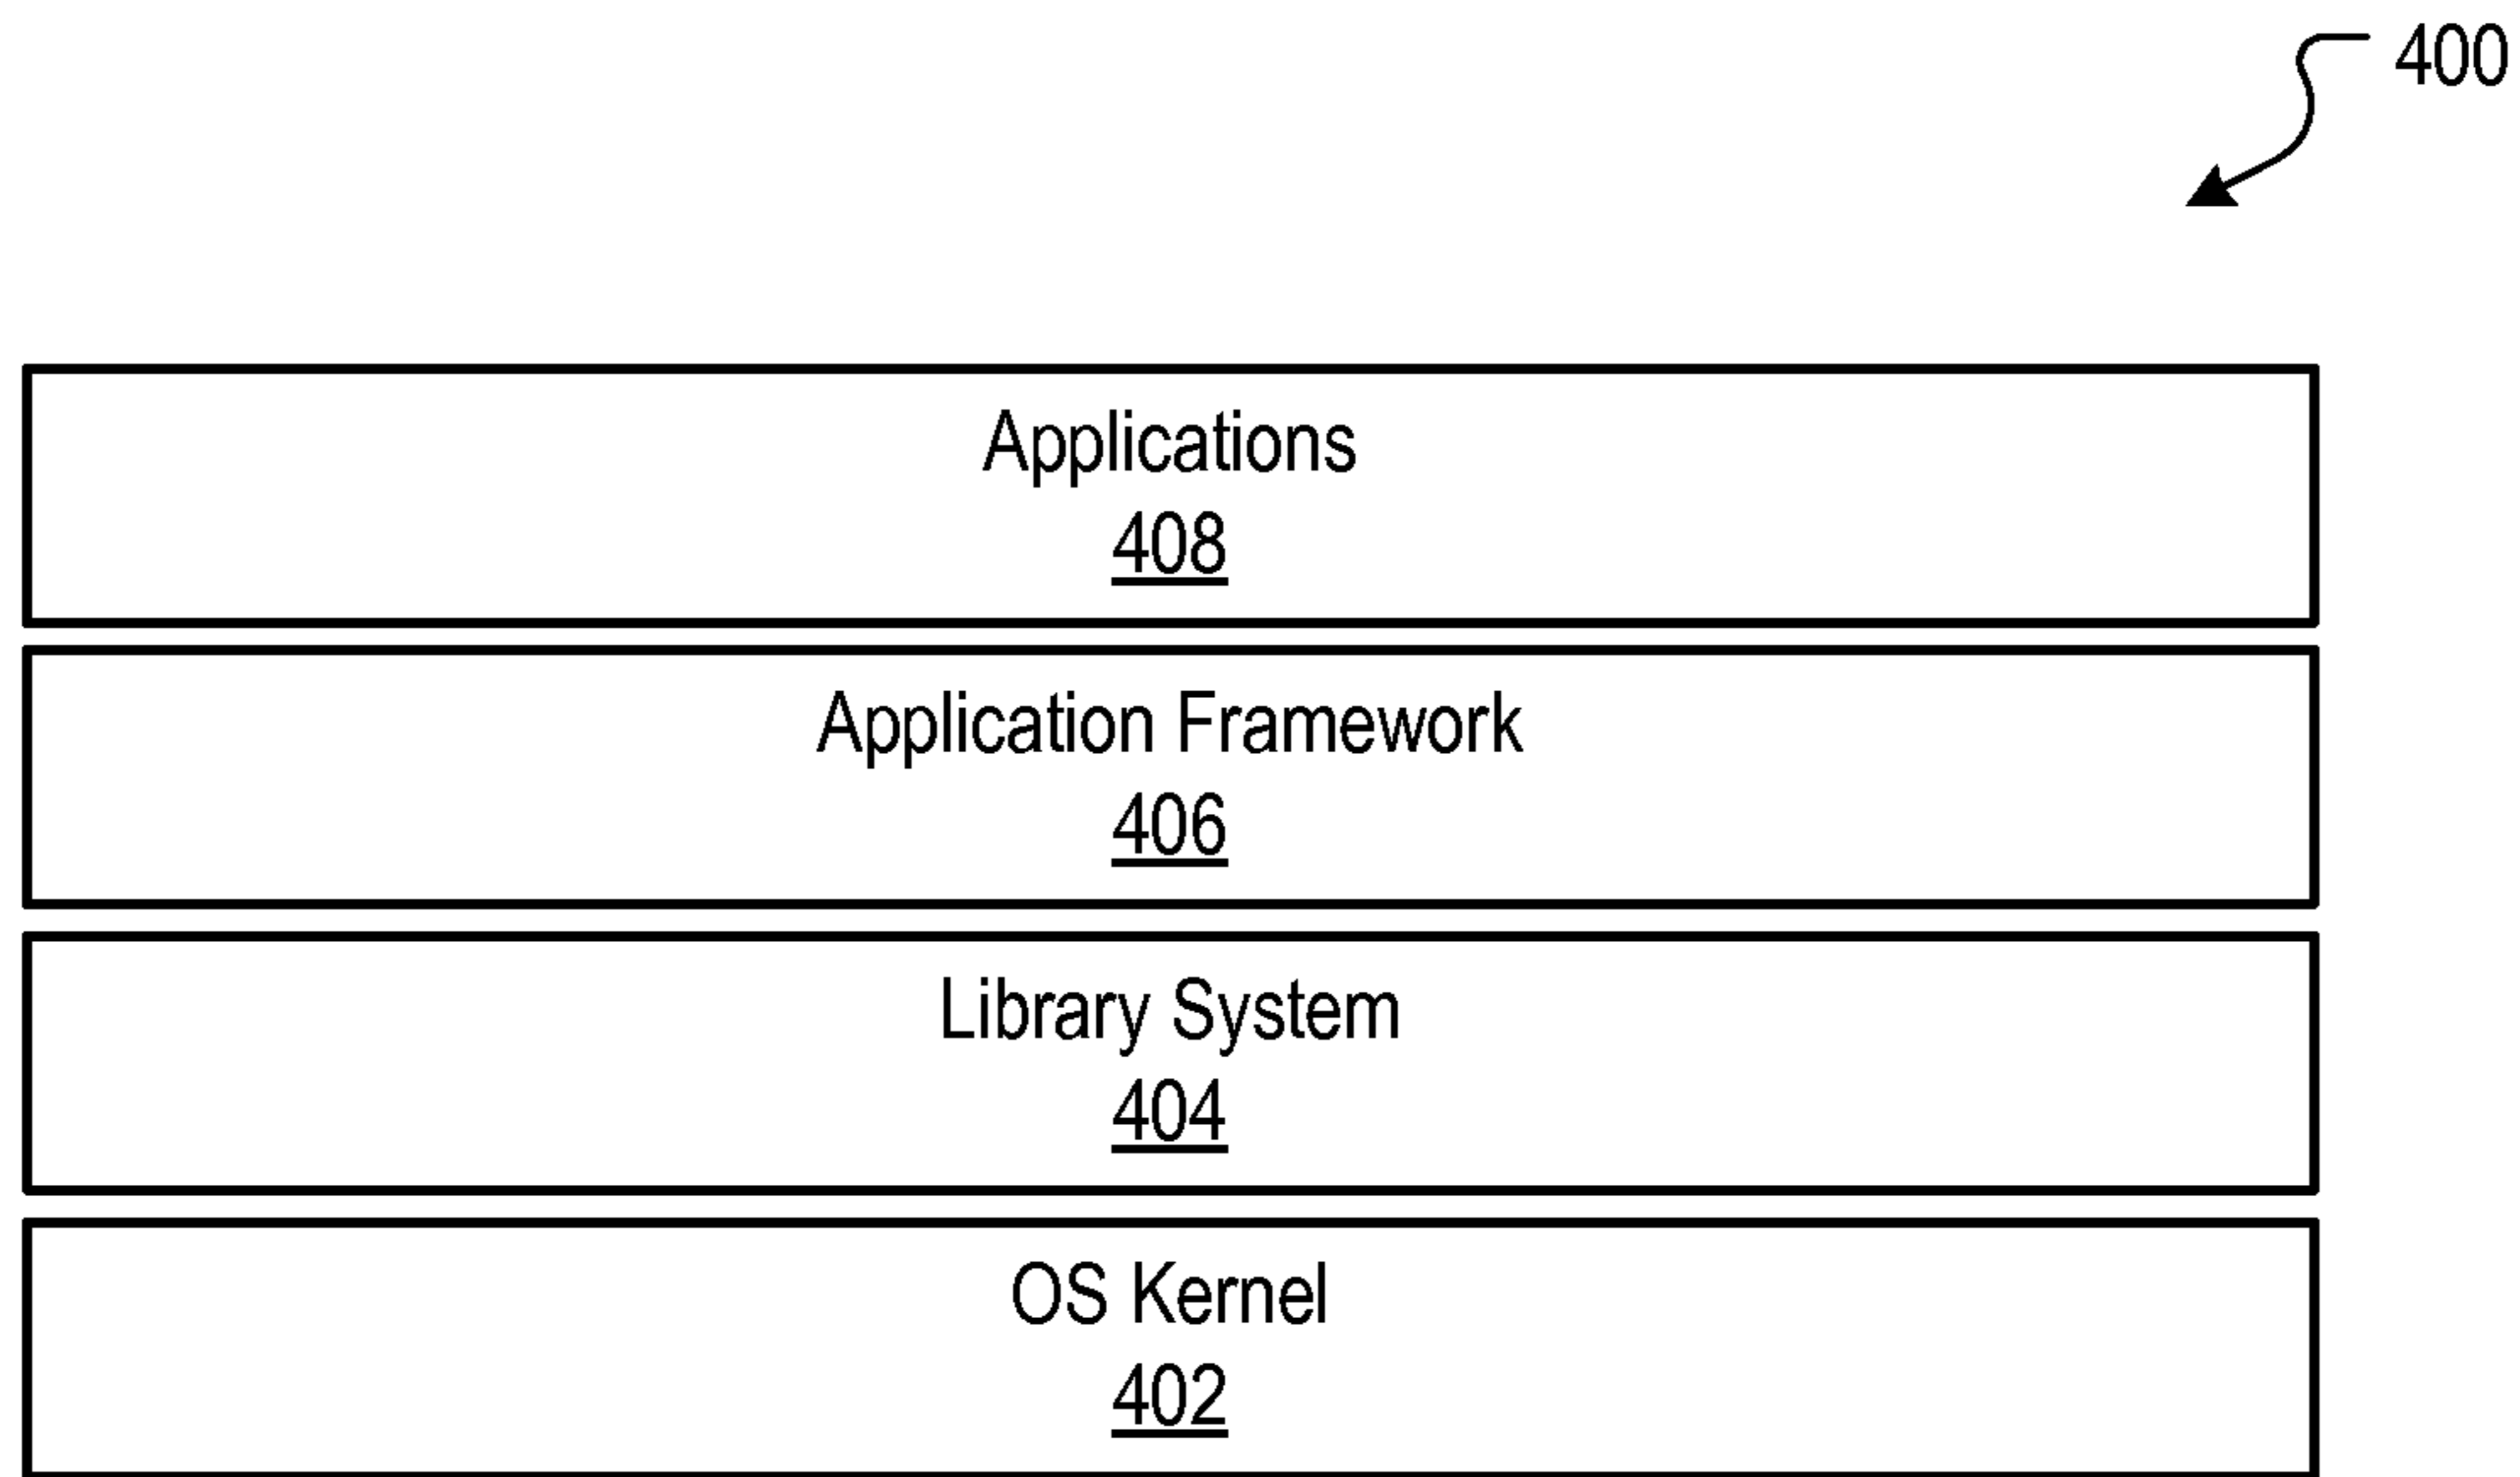 400
Applications
408
Application Framework
406
Library System
404
OS Kernel
402